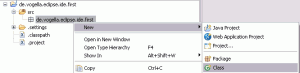 de.vogella.eclipse.ide.first
src
de.vogella.eclipse.ide.first
.settings
.classpath
.project
New
Open in New Window
Open Type Hierarchy F4
Show In Alt+Shift+W
Copy Ctrl+C
Java Project
Web Application Project
Project...
Package
Class